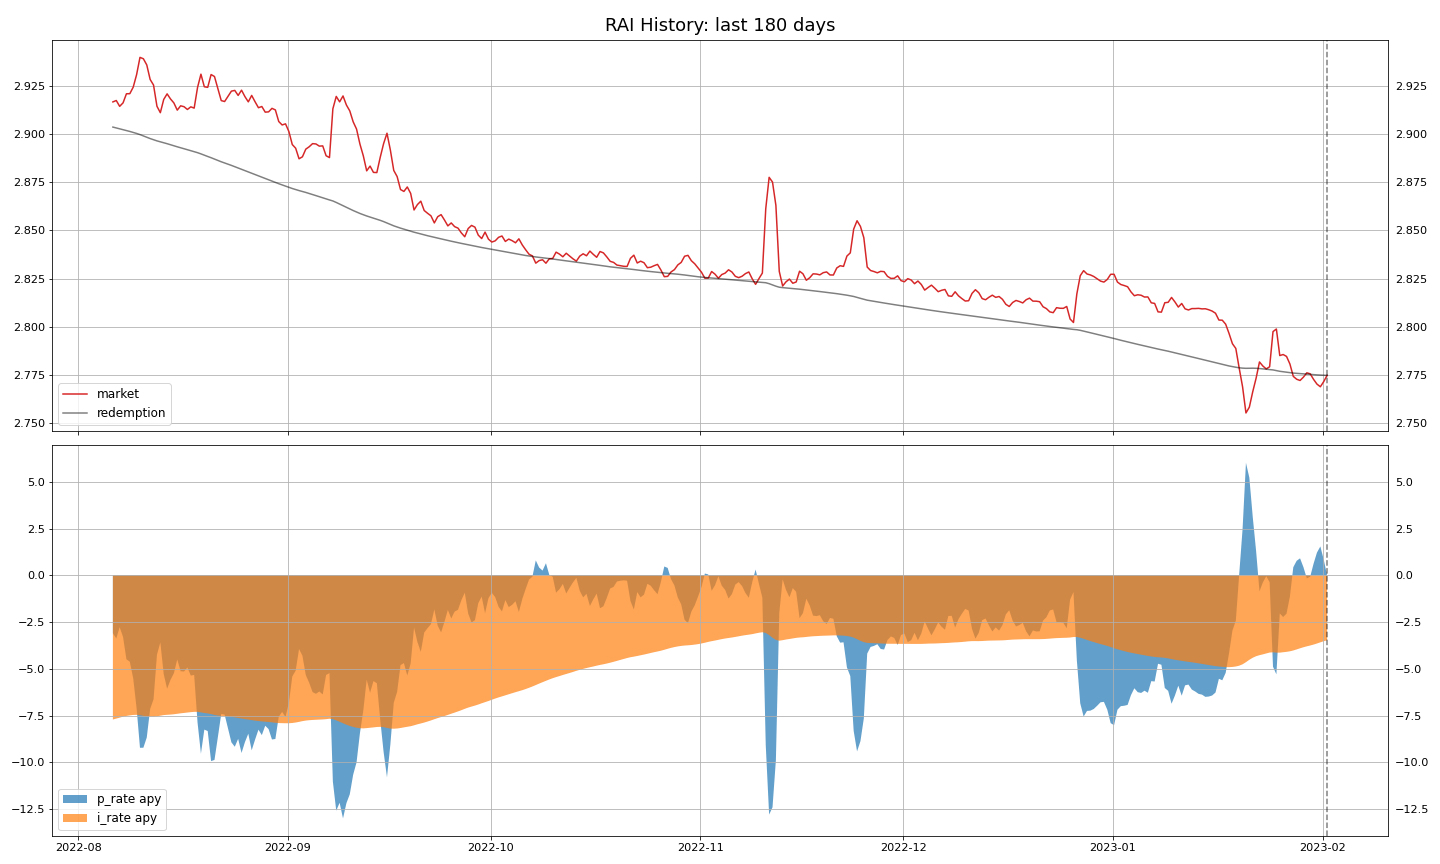 RAI History: last 180 days
2.925 2.925
2.900 2.900
2.875 2.875
2.850 2.850
2.825 2.825
2.800 2.800
2.775 2.775
2.750 2.750
market
redemption
5.0 5.0
2.5 2.5
0.0 0.0
−2.5 −2.5
−5.0 −5.0
−7.5 −7.5
−10.0 −10.0
−12.5 −12.5
p_rate apy
i_rate apy
2022-08 2022-09 2022-10 2022-11 2022-12 2023-01 2023-02